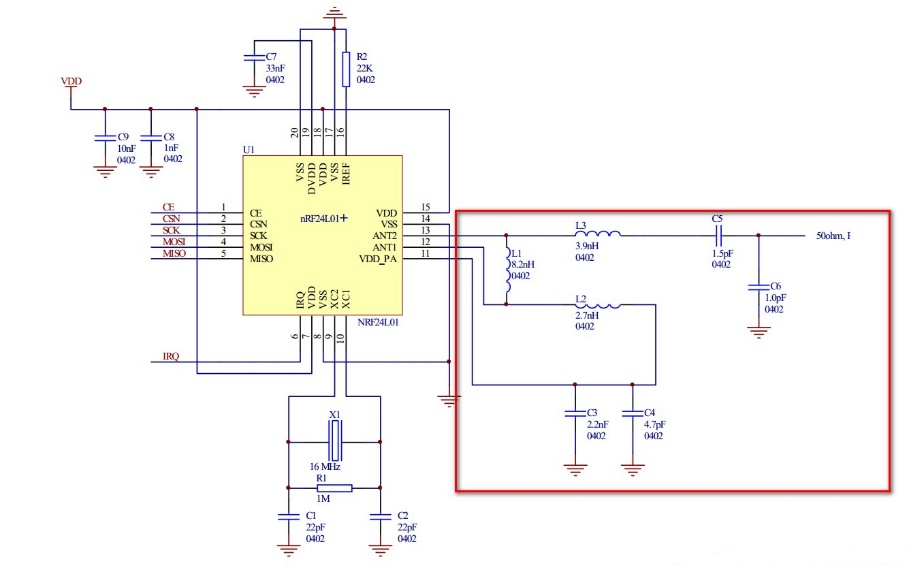 C7
33nF
0402
R2
22K
0402
VDD
C9
10nF
0402
C8
1nF
0402
20
19
18
17
16
U1
VSS
DVDD
VDD
VSS
IREF
nRF24L01+
CE
CSN
SCK
MOSI
MISO
1
2
3
4
5
CE
CSN
SCK
MOSI
MISO
VDD
VSS
ANT2
ANT1
VDD_PA
15
14
13
12
11
IRQ
VDD
VSS
XC2
XC1
NRF24L01
6
7
8
9
10
IRQ
L3
3.9nH
0402
C5
1.5pF
0402
50ohm, F
L1
8.2nH
0402
C6
1.0pF
0402
L2
2.7nH
0402
C3
2.2nF
0402
C4
4.7pF
0402
X1
16 MHz
R1
1M
C1
22pF
0402
C2
22pF
0402